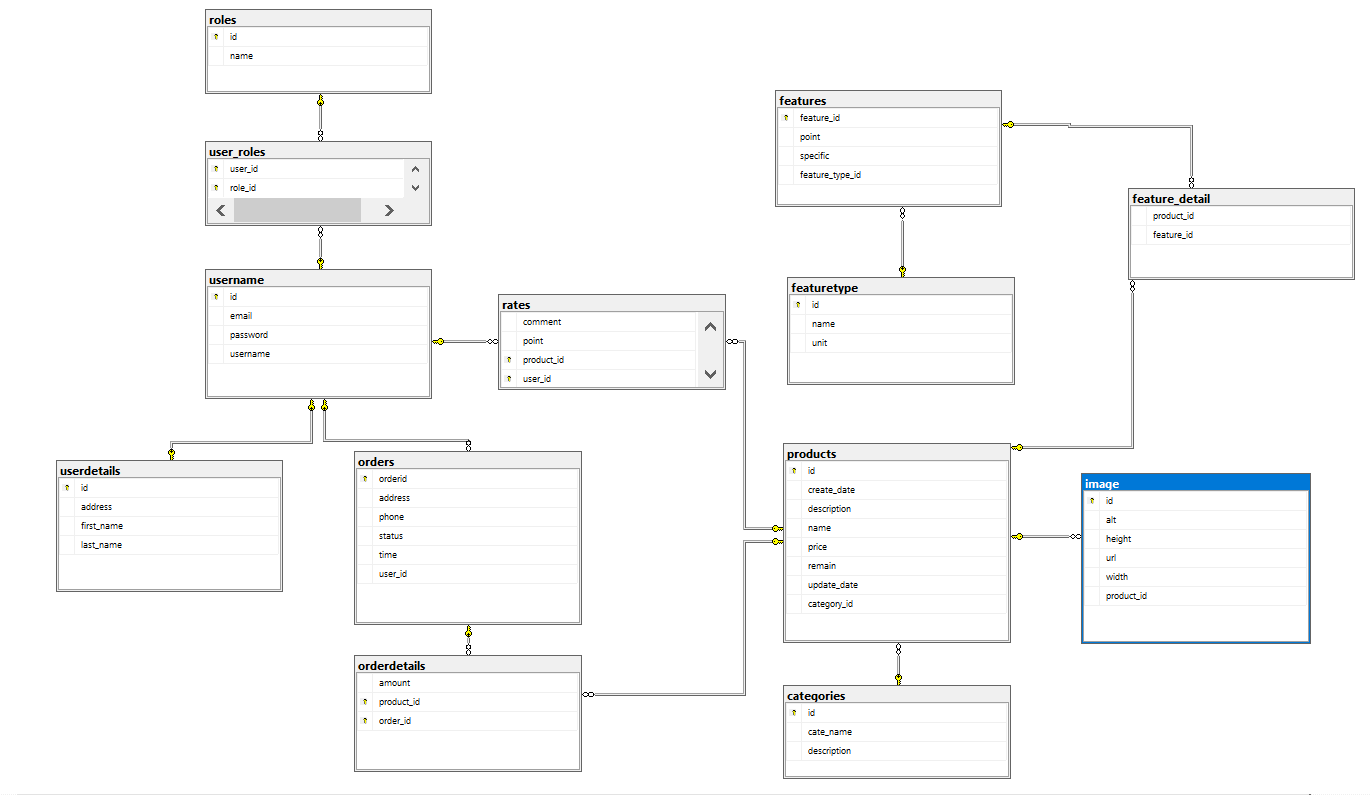 roles
id
name
user_roles
user_id
role_id
username
id
email
password
username
rates
comment
point
product_id
user_id
userdetails
id
address
first_name
last_name
orders
orderid
address
phone
status
time
user_id
orderdetails
amount
product_id
order_id
features
feature_id
point
specific
feature_type_id
feature_detail
product_id
feature_id
featuretype
id
name
unit
products
id
create_date
description
name
price
remain
update_date
category_id
image
id
alt
height
url
width
product_id
categories
id
cate_name
description